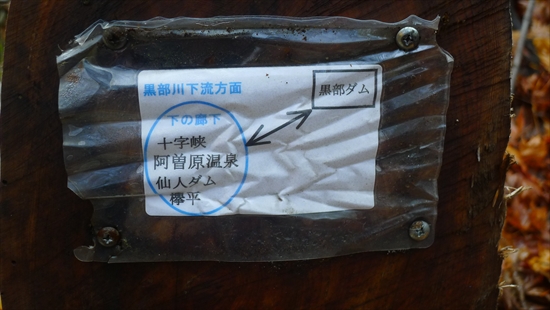 黒部川下流方面
黒部ダム
下の廊下
十字峡
阿曽原温泉
仙人ダム
欅平